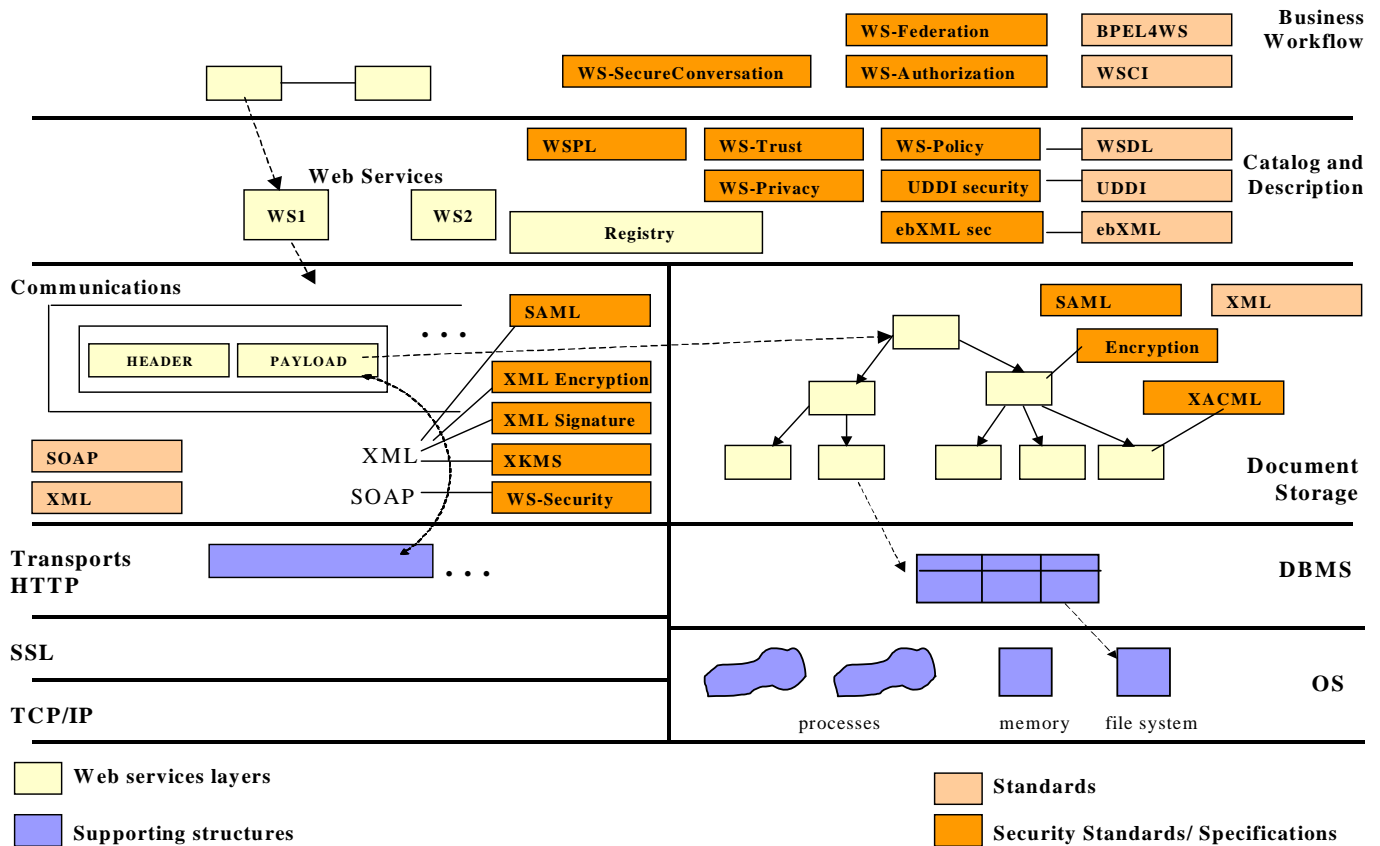 Business
Workflow
WS-Federation
BPEL4WS
WS-SecureConversation
WS-Authorization
WSCI
WSPL
WS-Trust
WS-Policy
WSDL
Catalog and
Description
Web Services
WS-Privacy
UDDI security
UDDI
WS1
WS2
Registry
ebXML sec
ebXML
Communications
SAML
SAML
XML
HEADER
PAYLOAD
. . .
Encryption
XML Encryption
XACML
XML Signature
SOAP
XML
XKMS
Document
Storage
XML
SOAP
WS-Security
Transports
HTTP
. . .
DBMS
SSL
OS
TCP/IP
processes
memory
file system
Web services layers
Standards
Supporting structures
Security Standards/ Specifications